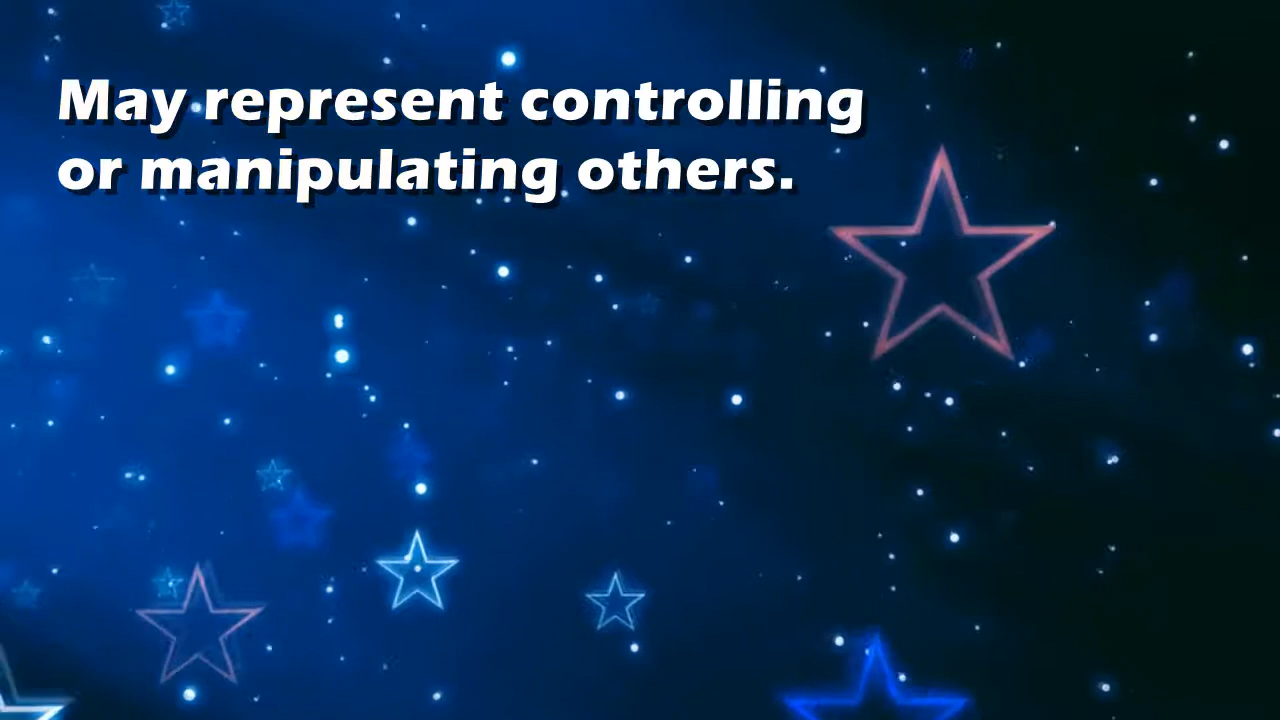 May represent controlling
or manipulating others.